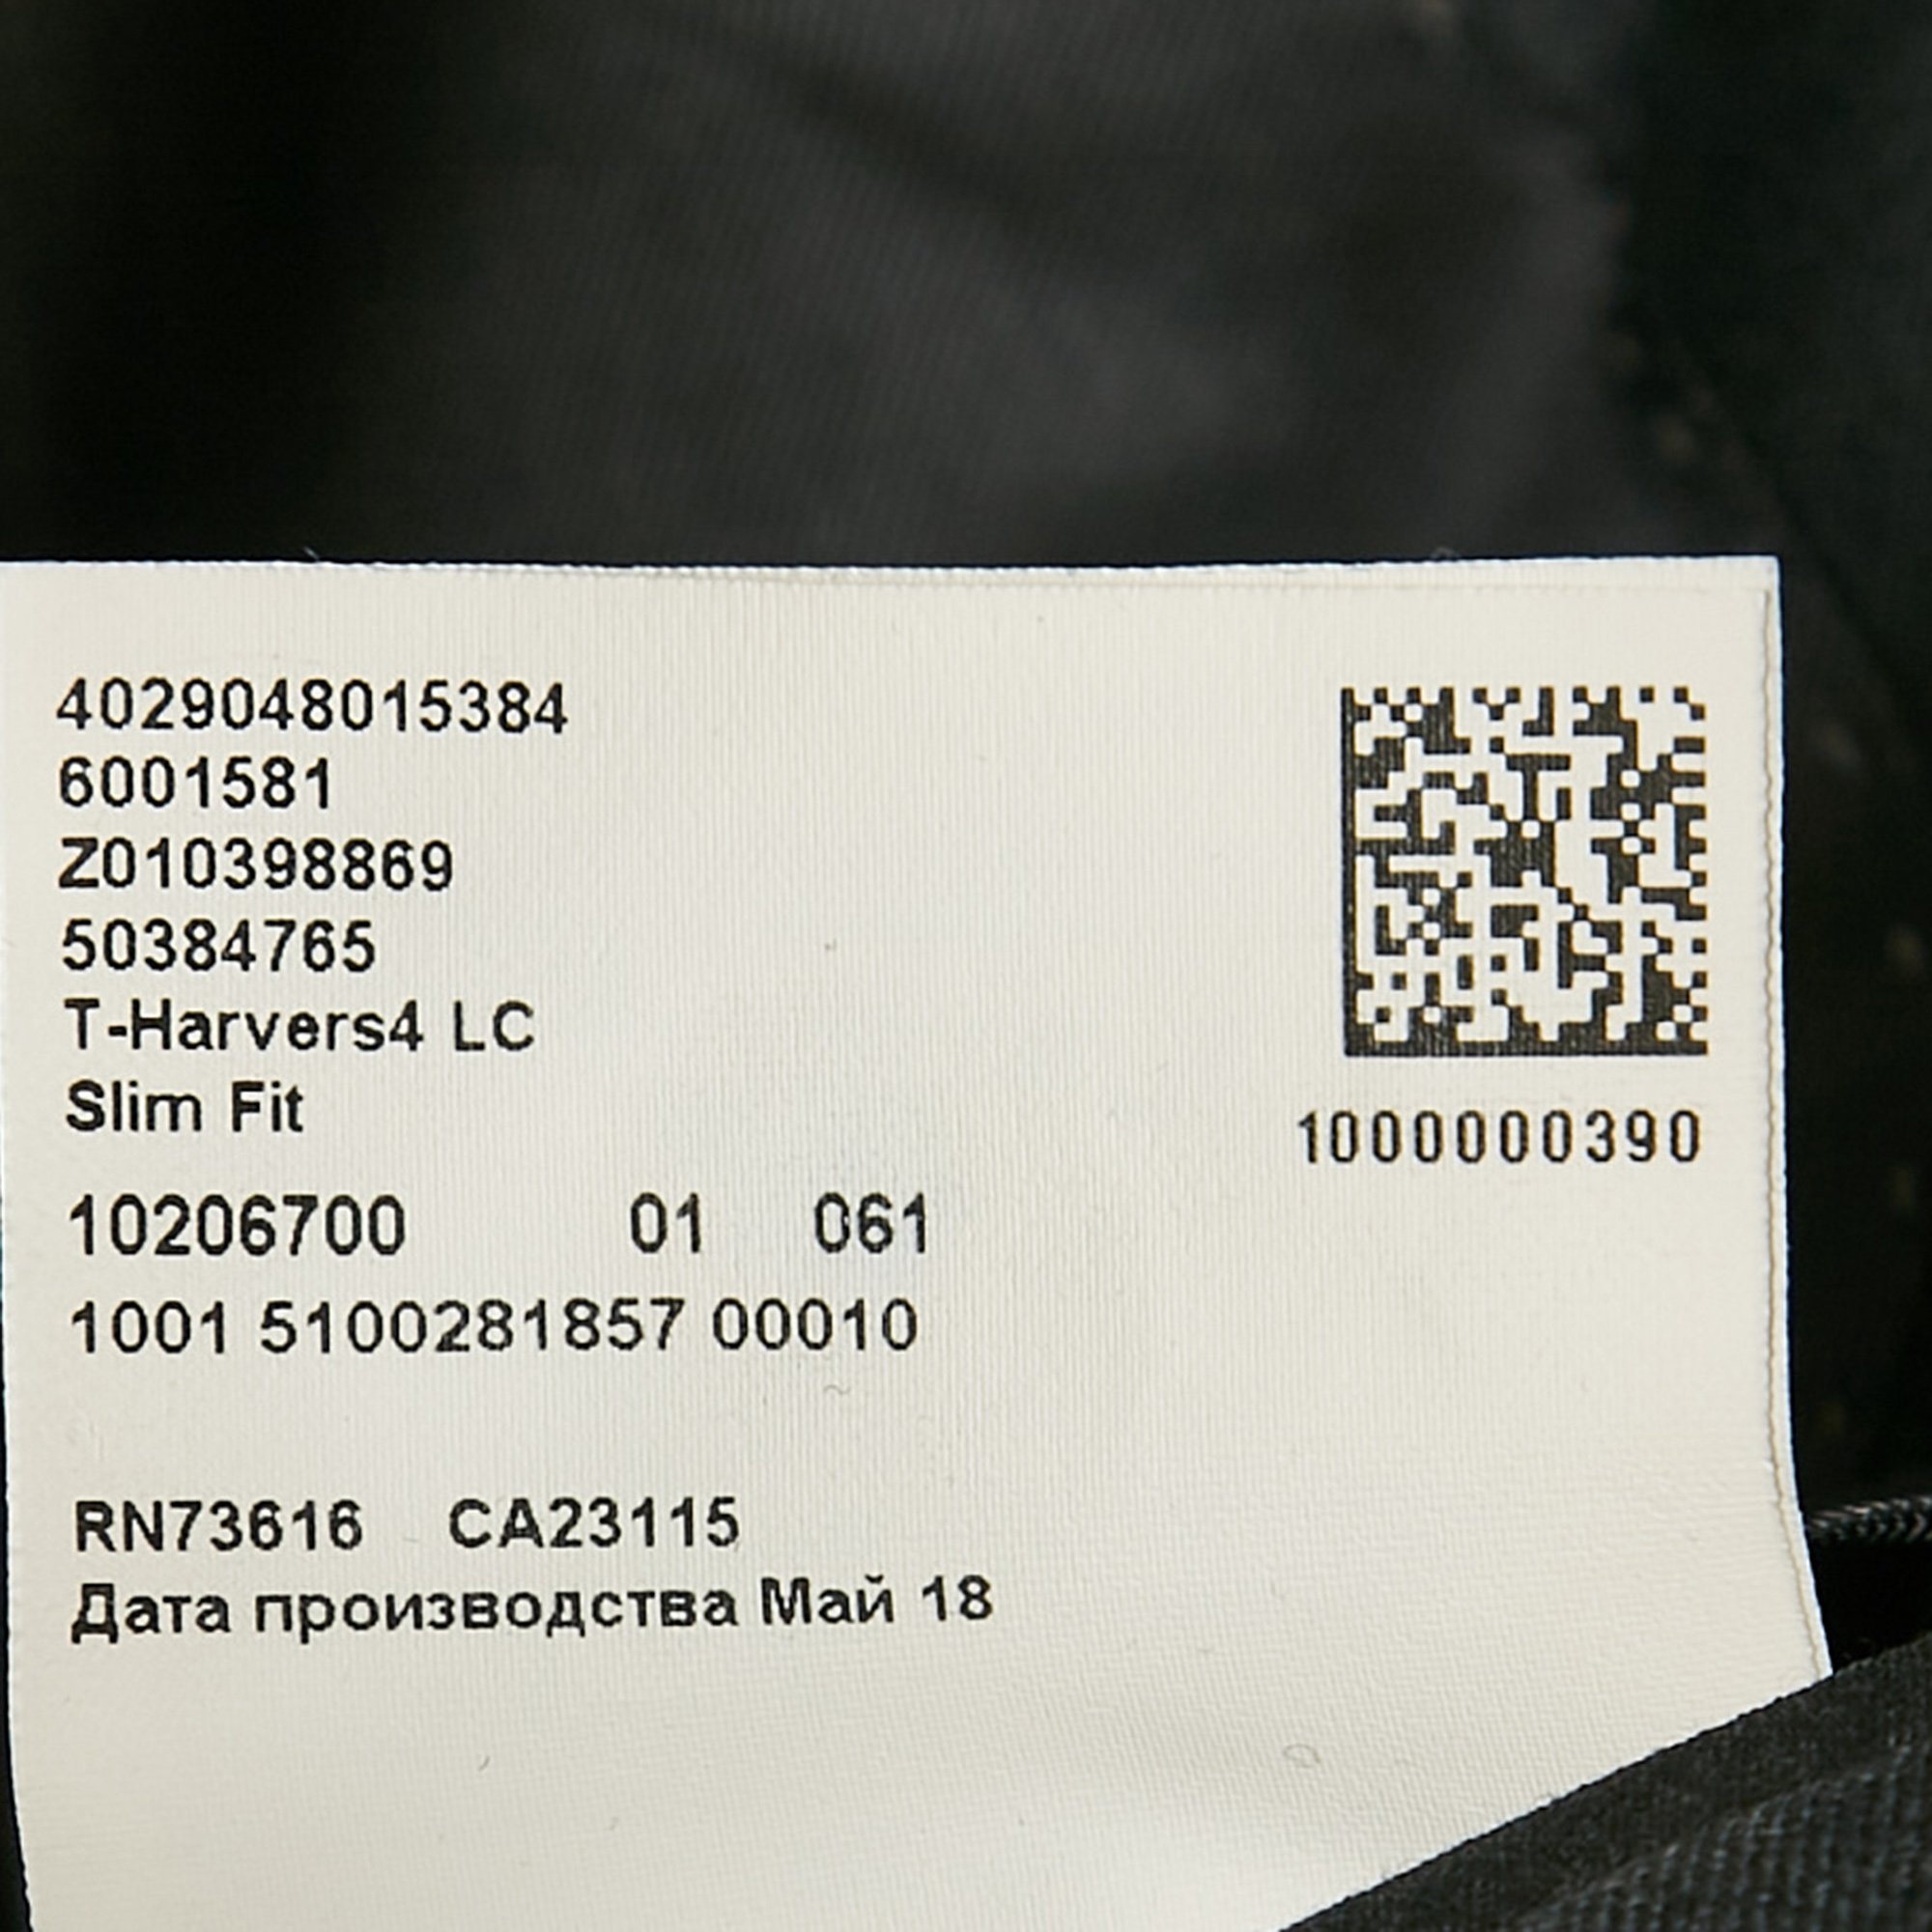 4029048015384
6001581
Z010398869
50384765
T-Harvers4 LC
Slim Fit
1000000390
10206700 01 061
1001 5100281857 00010
RN73616 CA23115
Дата производства Май 18